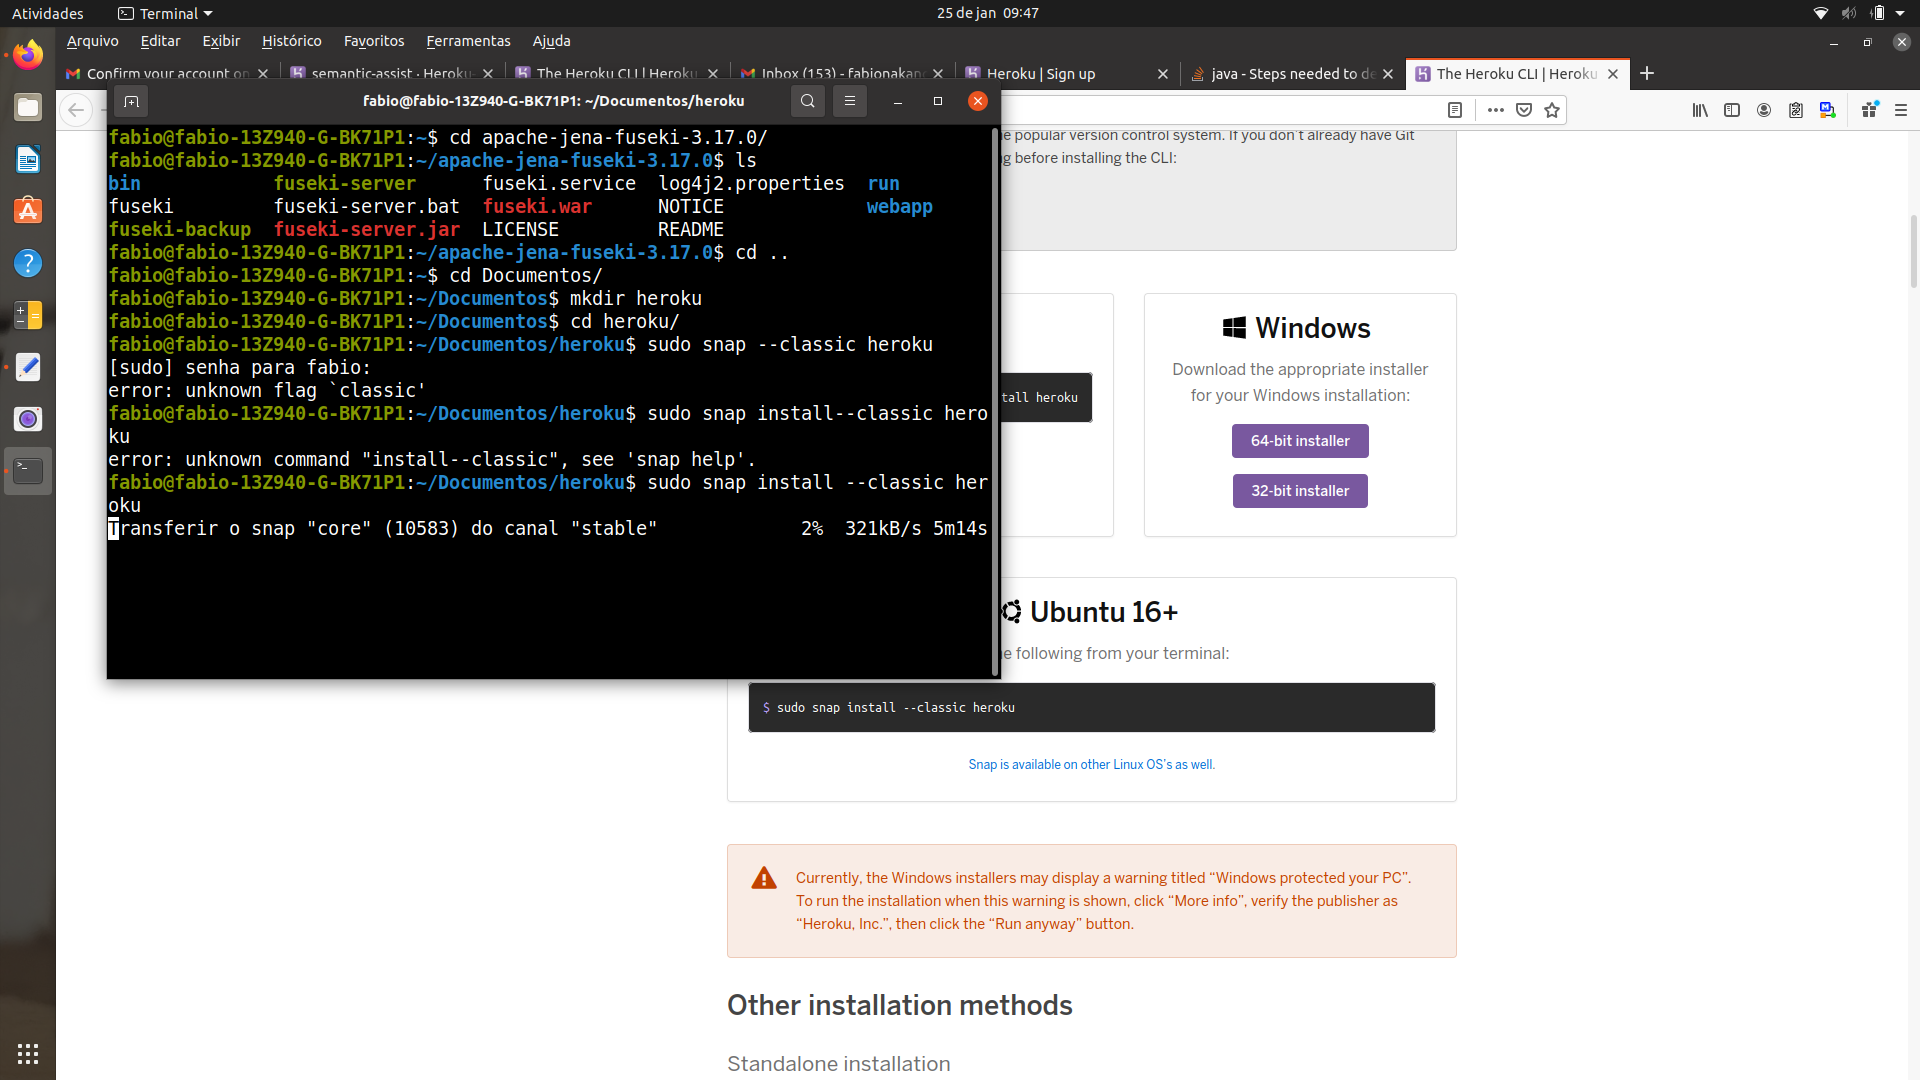 Atividades
Terminal
25 de jan 09:47
Arquivo Editar Exibir Histórico Favoritos Ferramentas Ajuda
Confirm your account on
semantic-assist · Heroku
The Heroku CLI | Heroku
Inbox (153) - fabionakan
Heroku | Sign up
java - Steps needed to de
The Heroku CLI | Heroku
fabio@fabio-13Z940-G-BK71P1: ~/Documentos/heroku
fabio@fabio-13Z940-G-BK71P1:~$ cd apache-jena-fuseki-3.17.0/
fabio@fabio-13Z940-G-BK71P1:~/apache-jena-fuseki-3.17.0$ ls
bin fuseki-server fuseki.service log4j2.properties run
fuseki fuseki-server.bat fuseki.war NOTICE webapp
fuseki-backup fuseki-server.jar LICENSE README
fabio@fabio-13Z940-G-BK71P1:~/apache-jena-fuseki-3.17.0$ cd ..
fabio@fabio-13Z940-G-BK71P1:~$ cd Documentos/
fabio@fabio-13Z940-G-BK71P1:~/Documentos$ mkdir heroku
fabio@fabio-13Z940-G-BK71P1:~/Documentos$ cd heroku/
fabio@fabio-13Z940-G-BK71P1:~/Documentos/heroku$ sudo snap --classic heroku
[sudo] senha para fabio:
error: unknown flag `classic'
fabio@fabio-13Z940-G-BK71P1:~/Documentos/heroku$ sudo snap install--classic hero
ku
error: unknown command "install--classic", see 'snap help'.
fabio@fabio-13Z940-G-BK71P1:~/Documentos/heroku$ sudo snap install --classic her
oku
Transferir o snap "core" (10583) do canal "stable" 2% 321kB/s 5m14s
e popular version control system. If you don't already have Git
g before installing the CLI:
tall heroku
Windows
Download the appropriate installer
for your Windows installation:
64-bit installer
32-bit installer
Ubuntu 16+
e following from your terminal:
$ sudo snap install --classic heroku
Snap is available on other Linux OS's as well.
Currently, the Windows installers may display a warning titled “Windows protected your PC”.
To run the installation when this warning is shown, click “More info”, verify the publisher as
“Heroku, Inc.”, then click the “Run anyway” button.
Other installation methods
Standalone installation